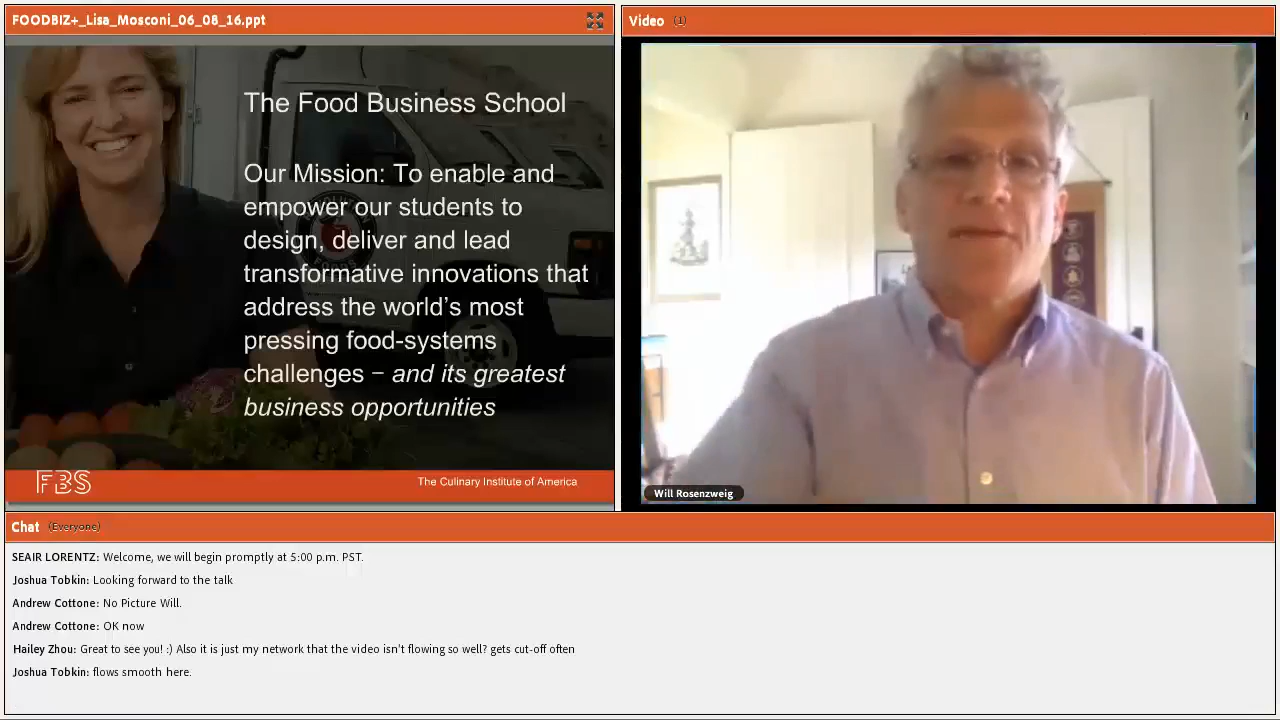 FOODBIZ+_Lisa_Mosconi_06_08_16.ppt
The Food Business School
Our Mission: To enable and
empower our students to
design, deliver and lead
transformative innovations that
address the world's most
pressing food-systems
challenges – and its greatest
business opportunities
FBS
The Culinary Institute of America
Video (1)
Will Rosenzweig
Chat (Everyone)
SEAIR LORENTZ: Welcome, we will begin promptly at 5:00 p.m. PST.
Joshua Tobkin: Looking forward to the talk
Andrew Cottone: No Picture Will.
Andrew Cottone: OK now
Hailey Zhou: Great to see you! :) Also it is just my network that the video isn't flowing so well? gets cut-off often
Joshua Tobkin: flows smooth here.